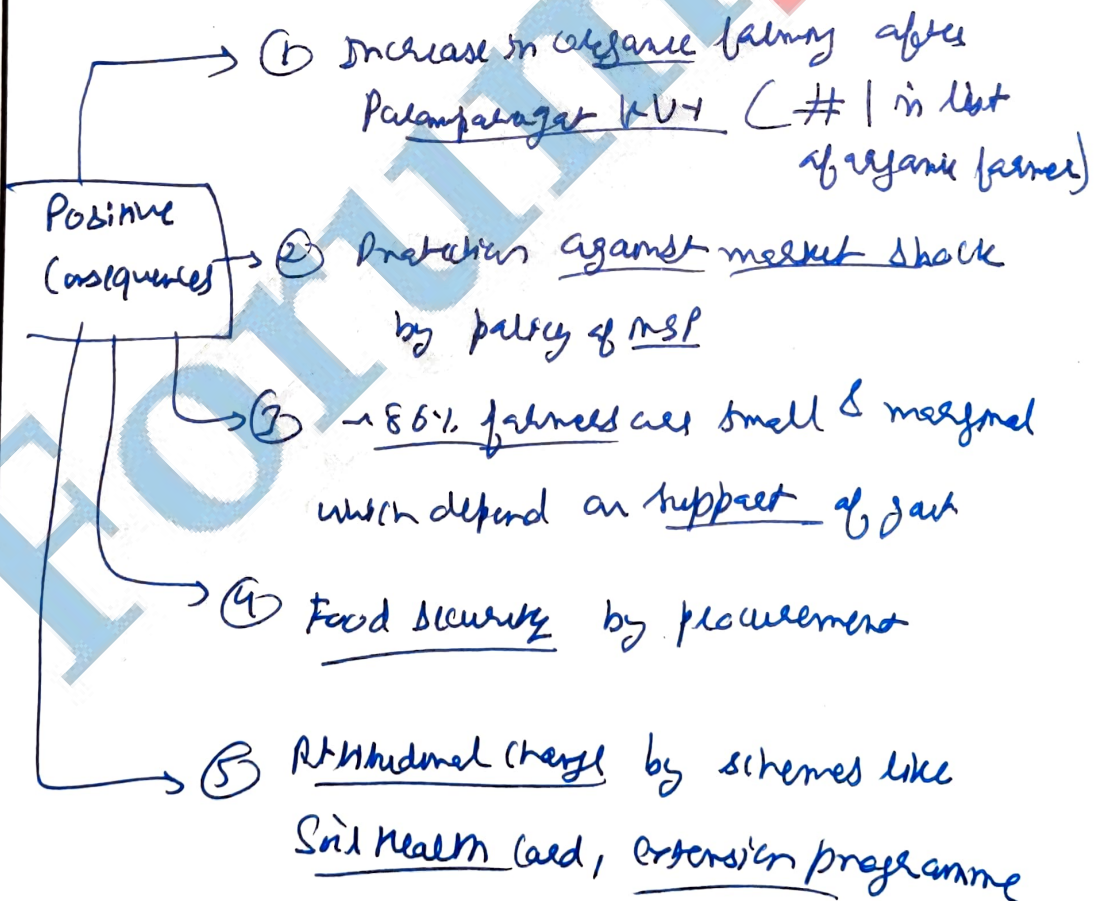 Positive
Consequences
① Increase in organic farming after
Paramparagat KVY ( #1 in list
of organic farmer)
② Protection against market shock
by policy of MSP
③ ~86% farmers are small & marginal
which depend on support of govt
④ Food security by procurement
⑤ Attitudinal change by schemes like
Soil Health Card, extension programme
Forum